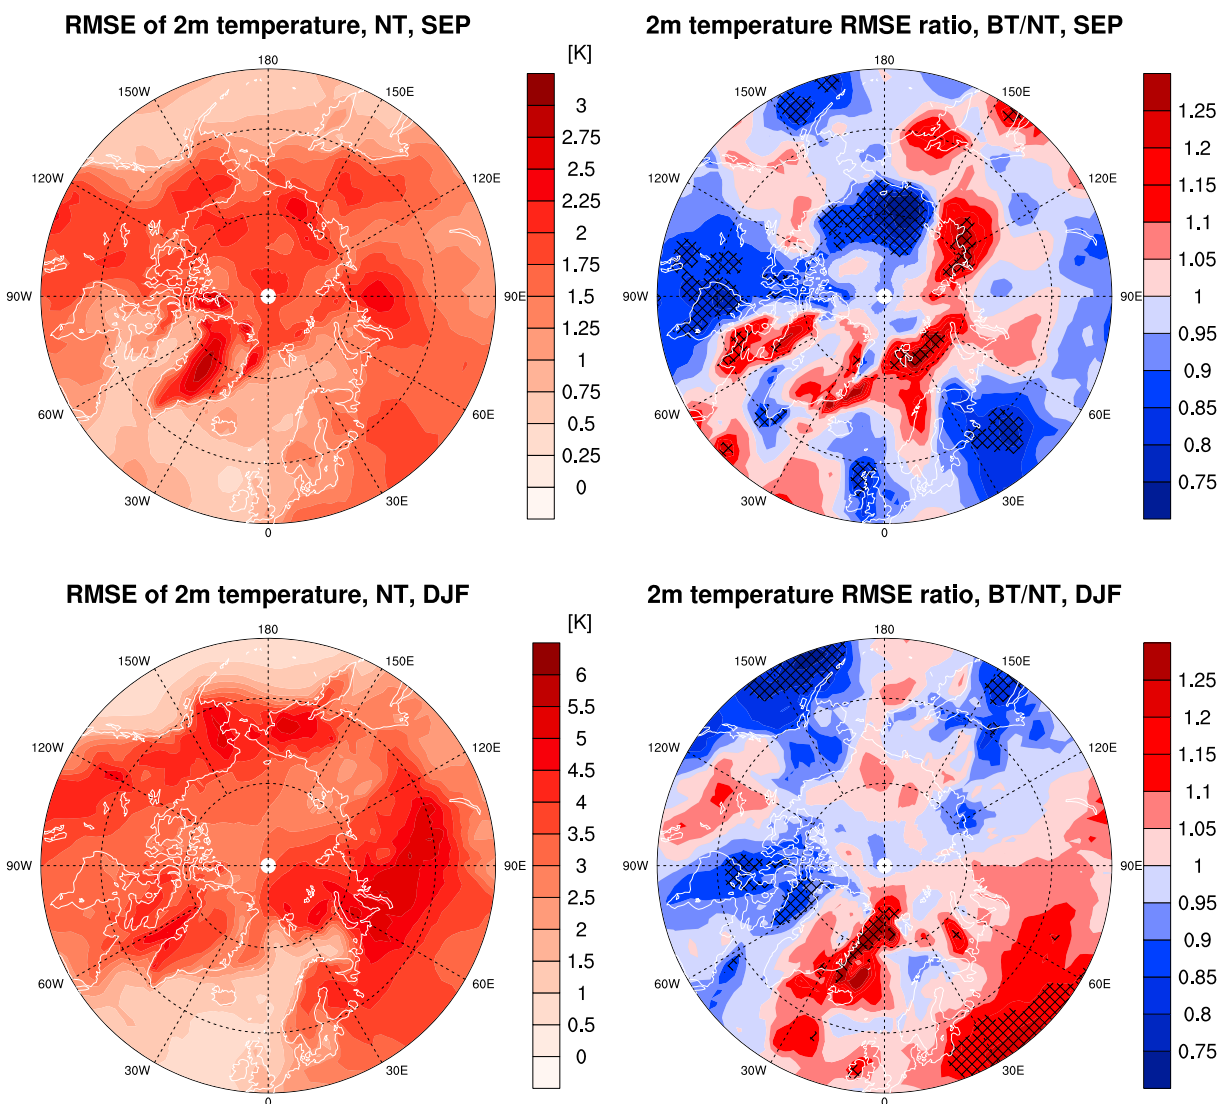 RMSE of 2m temperature, NT, SEP
[K]
180
150W
150E
120W
120E
90W
90E
60W
60E
30W
30E
0
3
2.75
2.5
2.25
2
1.75
1.5
1.25
1
0.75
0.5
0.25
0
2m temperature RMSE ratio, BT/NT, SEP
180
150W
150E
120W
120E
90W
90E
60W
60E
30W
30E
0
1.25
1.2
1.15
1.1
1.05
1
0.95
0.9
0.85
0.8
0.75
RMSE of 2m temperature, NT, DJF
[K]
180
150W
150E
120W
120E
90W
90E
60W
60E
30W
30E
0
6
5.5
5
4.5
4
3.5
3
2.5
2
1.5
1
0.5
0
2m temperature RMSE ratio, BT/NT, DJF
180
150W
150E
120W
120E
90W
90E
60W
60E
30W
30E
0
1.25
1.2
1.15
1.1
1.05
1
0.95
0.9
0.85
0.8
0.75